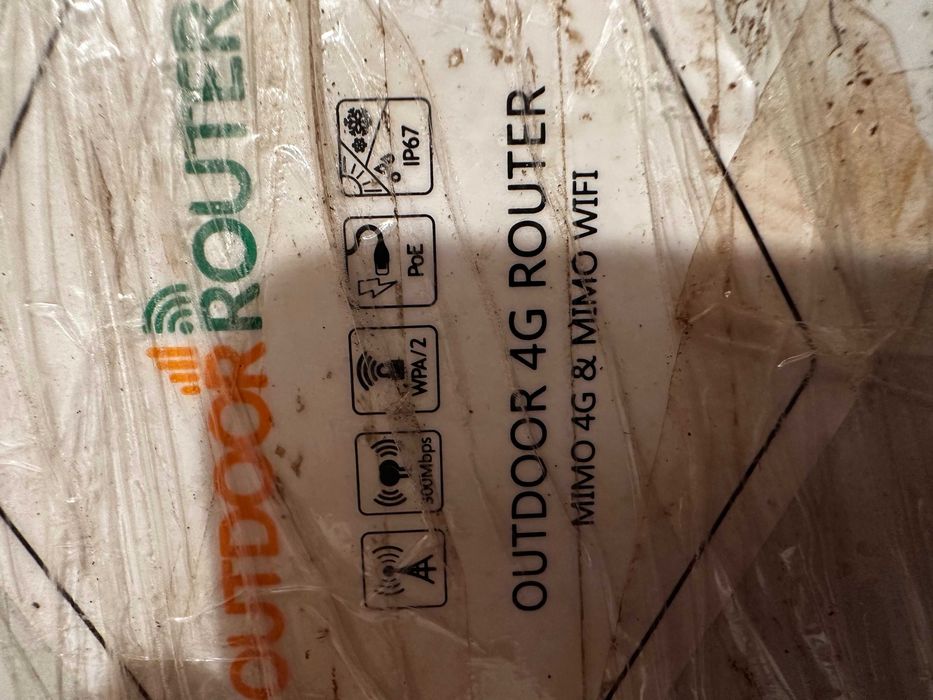 OUTDOOR ROUTER
300Mbps
WPA/2
PoE
IP67
OUTDOOR 4G ROUTER
MIMO 4G & MIMO WIFI